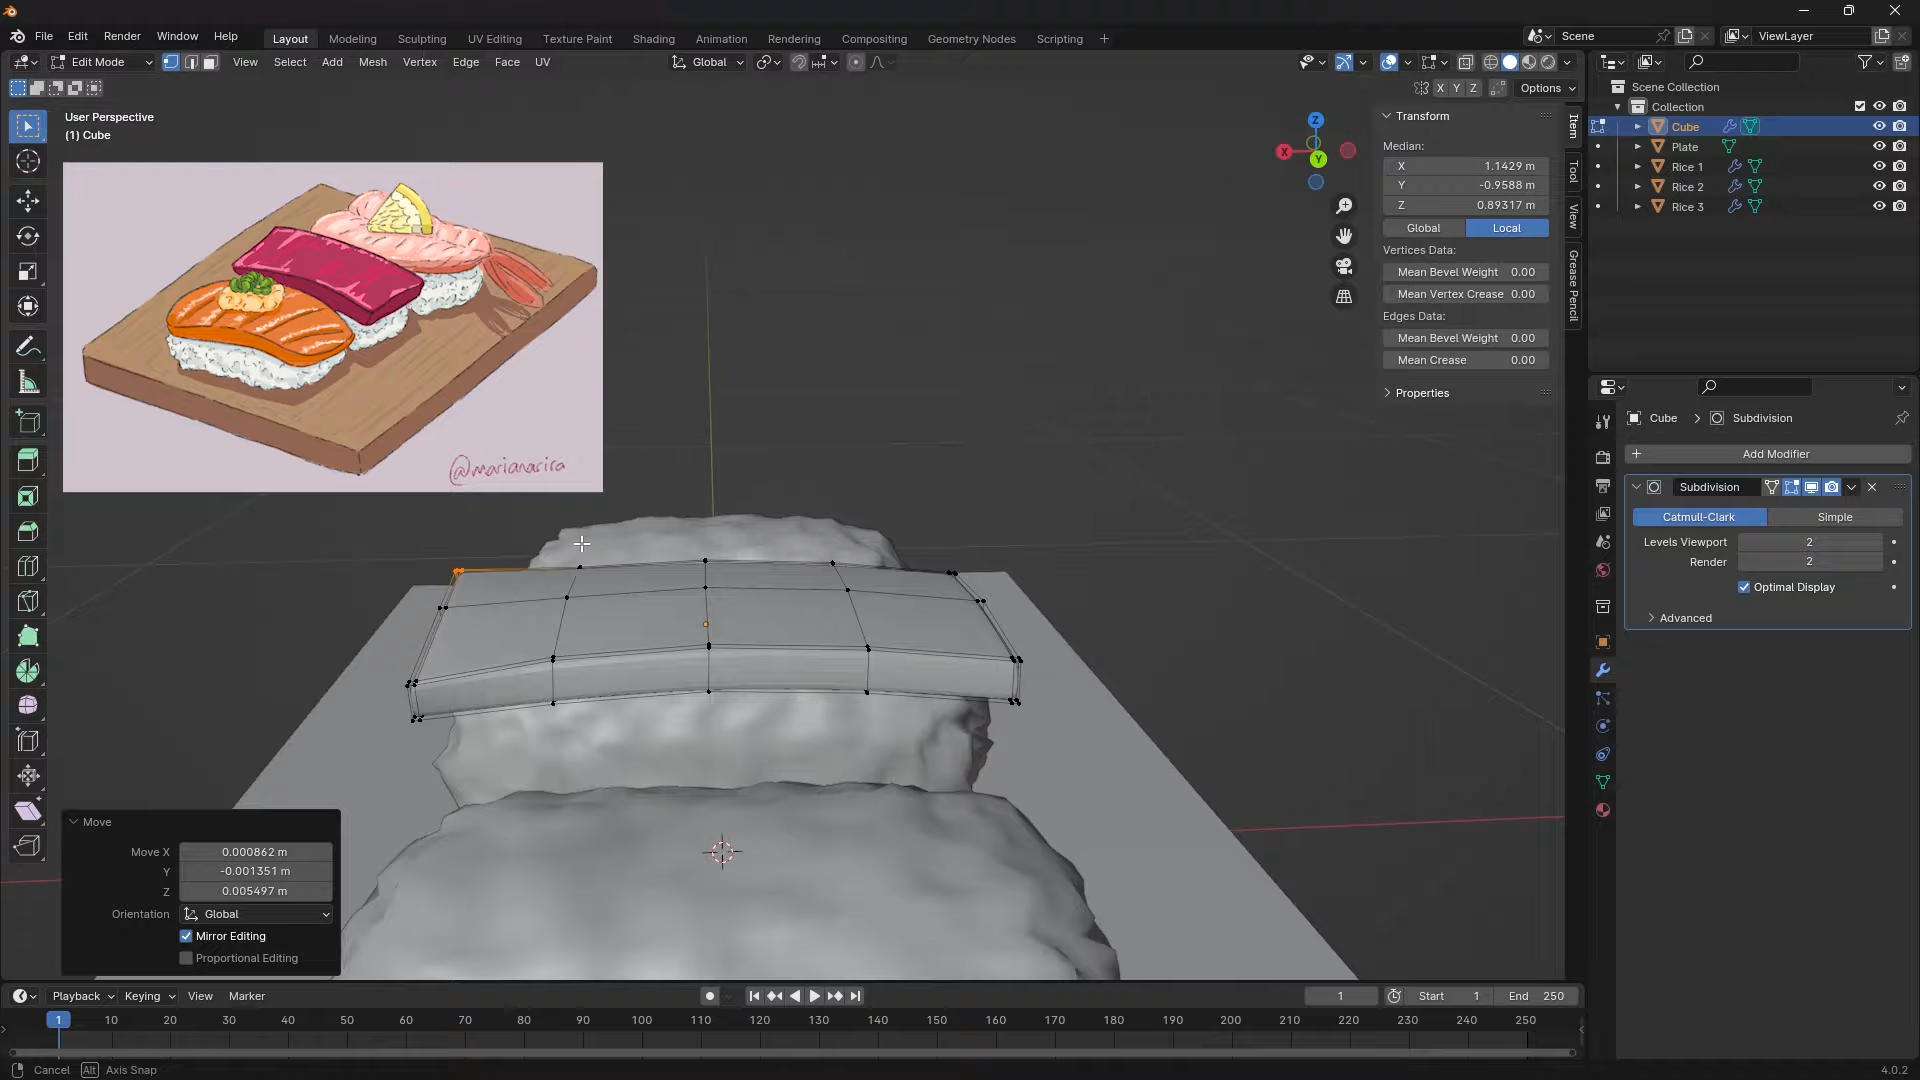 File Edit Render Window Help
Layout Modeling Sculpting UV Editing Texture Paint Shading Animation Rendering Compositing Geometry Nodes Scripting +
Scene
ViewLayer
Edit Mode View Select Add Mesh Vertex Edge Face UV
Global
X Y Z Options
User Perspective
(1) Cube
@marianarisa
Z
X
Y
Transform
Median:
X 1.1429 m
Y -0.9588 m
Z 0.89317 m
Global Local
Vertices Data:
Mean Bevel Weight 0.00
Mean Vertex Crease 0.00
Edges Data:
Mean Bevel Weight 0.00
Mean Crease 0.00
Properties
Item
Tool
View
Grease Pencil
Scene Collection
Collection
Cube
Plate
Rice 1
Rice 2
Rice 3
Cube > Subdivision
+ Add Modifier
Subdivision
Catmull-Clark Simple
Levels Viewport 2
Render 2
Optimal Display
Advanced
Move
Move X 0.000862 m
Y -0.001351 m
Z 0.005497 m
Orientation Global
Mirror Editing
Proportional Editing
Playback Keying View Marker
1 Start 1 End 250
1 10 20 30 40 50 60 70 80 90 100 110 120 130 140 150 160 170 180 190 200 210 220 230 240 250
Cancel Alt Axis Snap
4.0.2